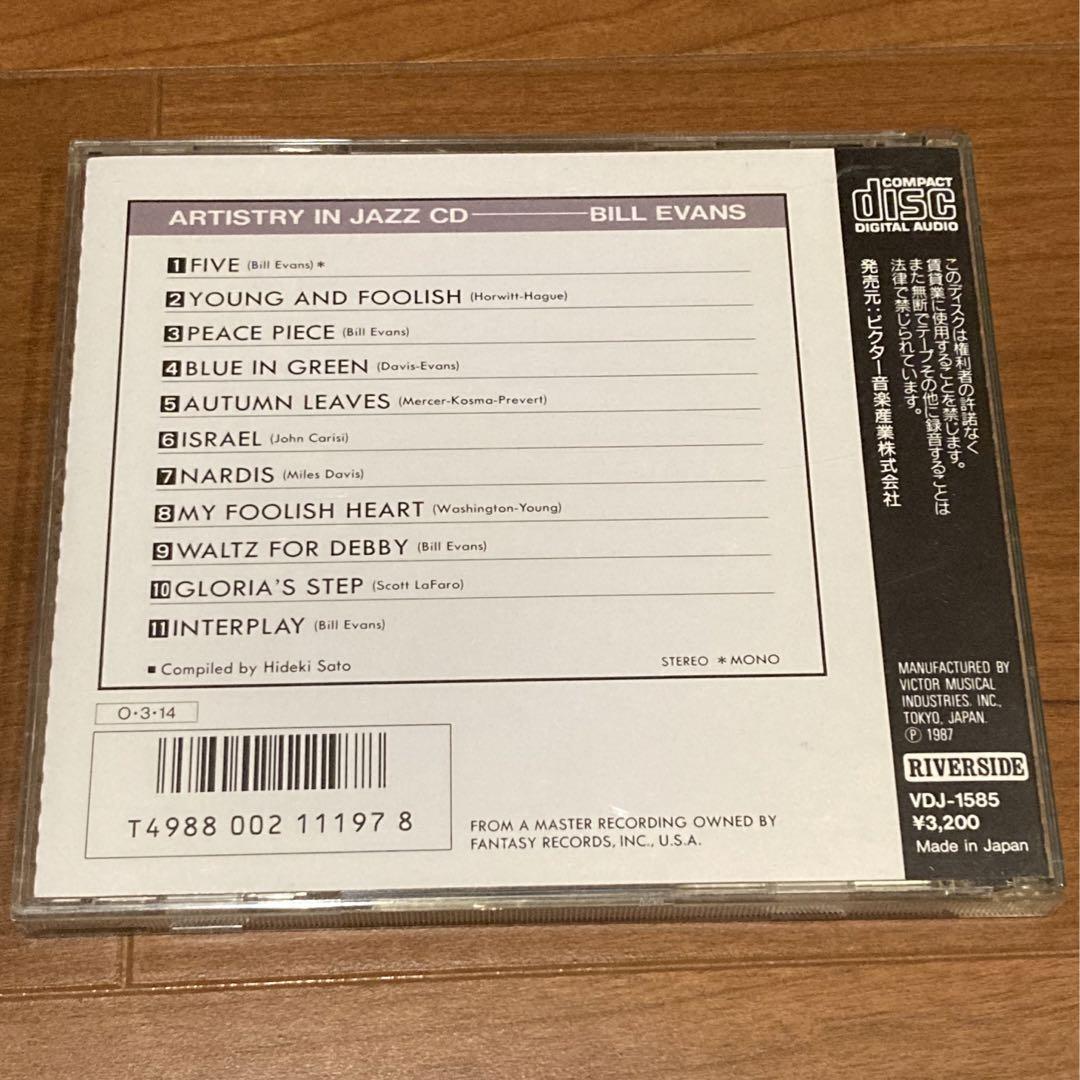 ARTISTRY IN JAZZ CD BILL EVANS
1 FIVE (Bill Evans)*
2 YOUNG AND FOOLISH (Horwitt-Hague)
3 PEACE PIECE (Bill Evans)
4 BLUE IN GREEN (Davis-Evans)
5 AUTUMN LEAVES (Mercer-Kosma-Prevert)
6 ISRAEL (John Carisi)
7 NARDIS (Miles Davis)
8 MY FOOLISH HEART (Washington-Young)
9 WALTZ FOR DEBBY (Bill Evans)
10 GLORIA'S STEP (Scott LaFaro)
11 INTERPLAY (Bill Evans)
■ Compiled by Hideki Sato
STEREO *MONO
O·3·14
T4988 002 11197 8
FROM A MASTER RECORDING OWNED BY
FANTASY RECORDS, INC., U.S.A.
COMPACT
disc
DIGITAL AUDIO
このディスクは権利者の許諾なく
賃貸業に使用することを禁じます。
また無断でテープその他に録音することは
法律で禁じられています。
発売元:ビクター音楽産業株式会社
MANUFACTURED BY
VICTOR MUSICAL
INDUSTRIES. INC.,
TOKYO, JAPAN.
℗ 1987
RIVERSIDE
VDJ-1585
¥3,200
Made in Japan